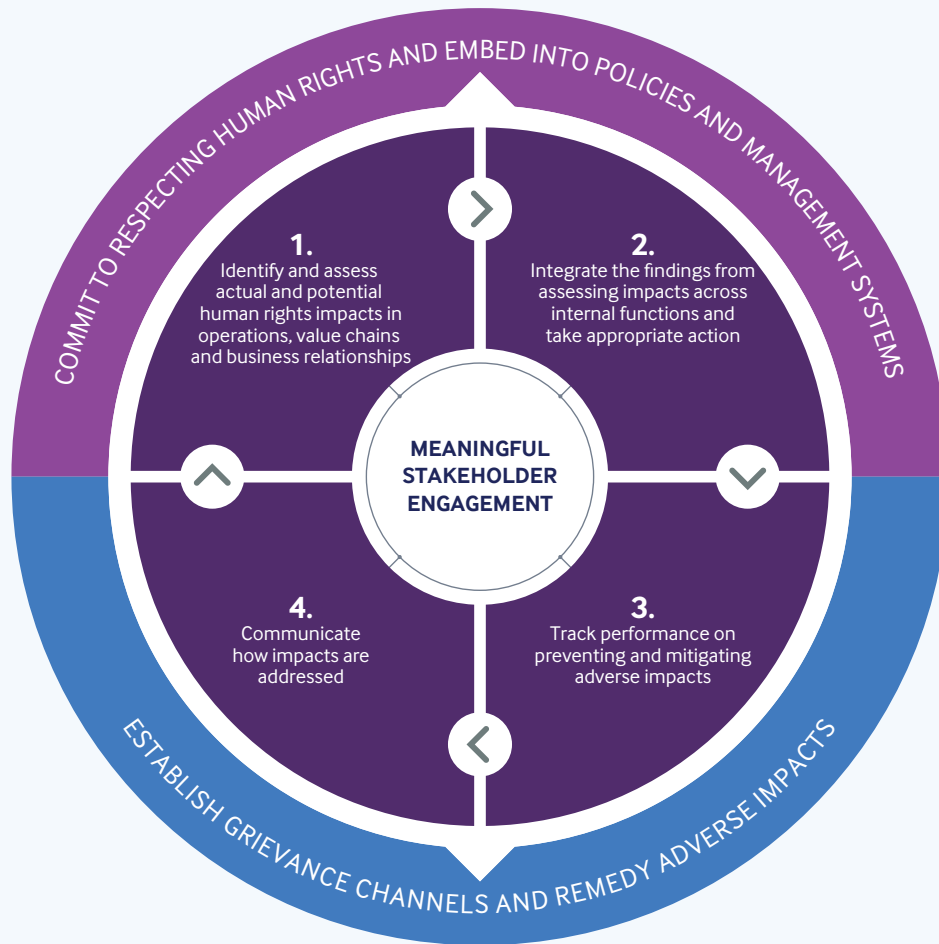 COMMIT TO RESPECTING HUMAN RIGHTS AND EMBED INTO POLICIES AND MANAGEMENT SYSTEMS
1.
Identify and assess
actual and potential
human rights impacts in
operations, value chains
and business relationships
2.
Integrate the findings from
assessing impacts across
internal functions and
take appropriate action
MEANINGFUL
STAKEHOLDER
ENGAGEMENT
3.
Track performance on
preventing and mitigating
adverse impacts
4.
Communicate
how impacts are
addressed
ESTABLISH GRIEVANCE CHANNELS AND REMEDY ADVERSE IMPACTS